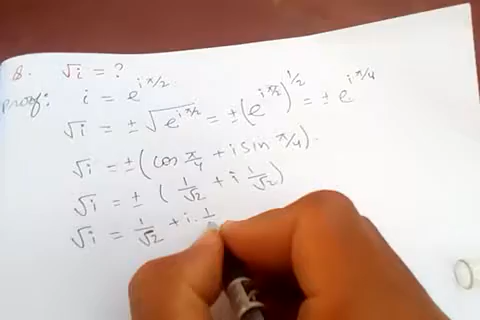 8. √i = ?
Proof: i = e^{iπ/2}
√i = ±√(e^{iπ/2}) = ±(e^{iπ/2})^{1/2} = ± e^{iπ/4}
√i = ±(cos π/4 + i sin π/4).
√i = ± (1/√2 + i 1/√2)
√i = 1/√2 + i. 1/